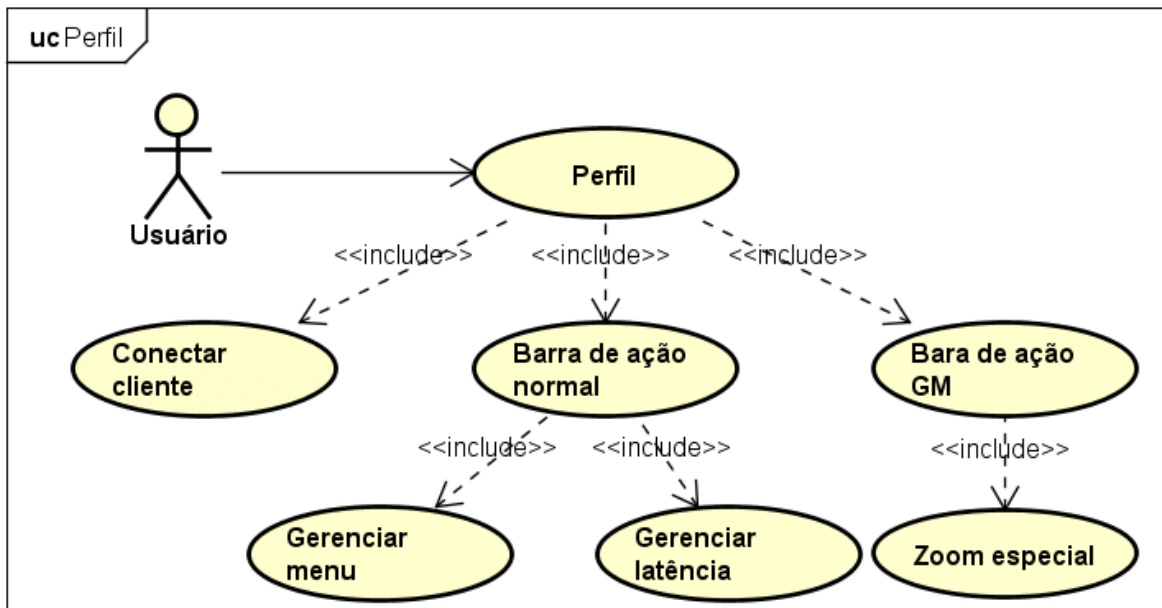 uc Perfil
Perfil
Usuário
<<include>>
<<include>>
<<include>>
Conectar
cliente
Barra de ação
normal
Bara de ação
GM
<<include>>
<<include>>
<<include>>
Gerenciar
menu
Gerenciar
latência
Zoom especial